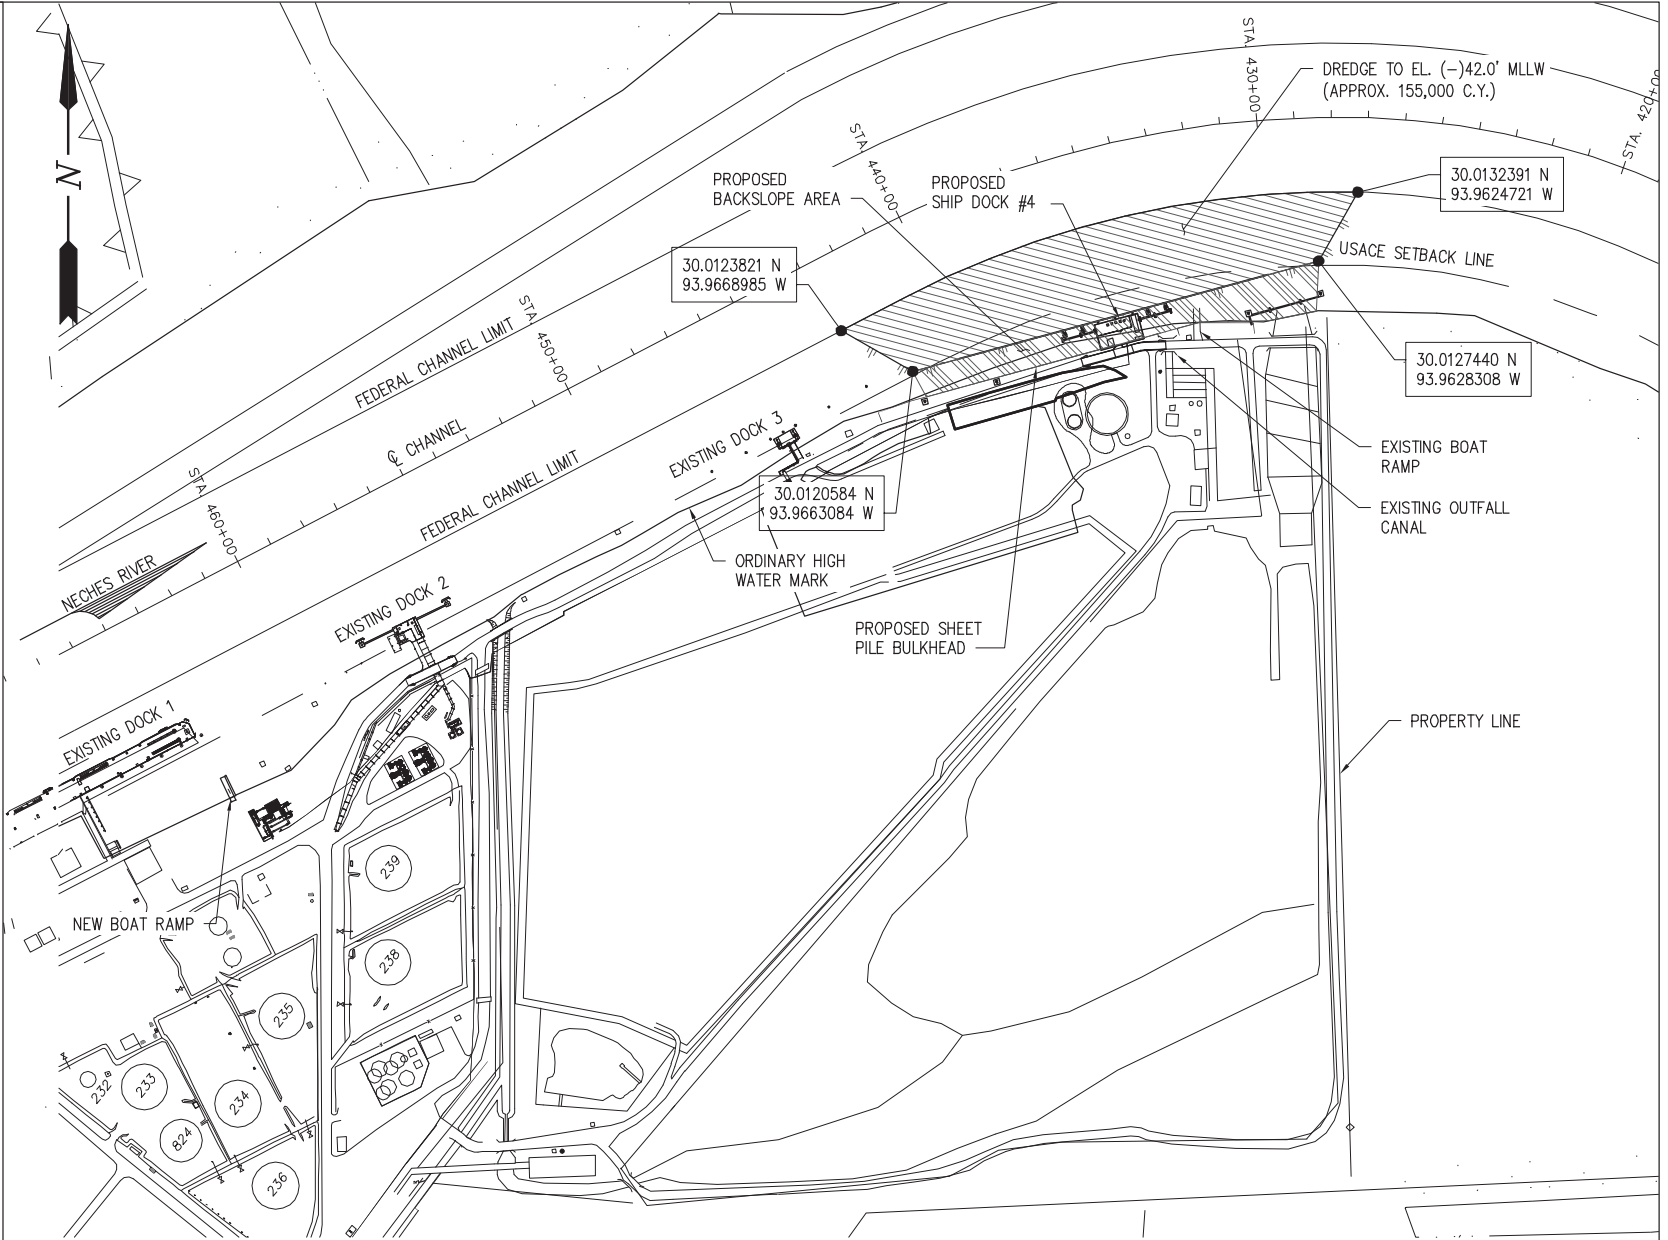 N
STA. 430+00
DREDGE TO EL. (-)42.0' MLLW
(APPROX. 155,000 C.Y.)
STA. 420+00
STA. 440+00
PROPOSED
BACKSLOPE AREA
PROPOSED
SHIP DOCK #4
30.0132391 N
93.9624721 W
USACE SETBACK LINE
30.0123821 N
93.9668985 W
STA. 450+00
FEDERAL CHANNEL LIMIT
30.0127440 N
93.9628308 W
℄ CHANNEL
EXISTING DOCK 3
EXISTING BOAT
RAMP
STA. 460+00
FEDERAL CHANNEL LIMIT
30.0120584 N
93.9663084 W
EXISTING OUTFALL
CANAL
ORDINARY HIGH
WATER MARK
NECHES RIVER
EXISTING DOCK 2
PROPOSED SHEET
PILE BULKHEAD
EXISTING DOCK 1
PROPERTY LINE
239
NEW BOAT RAMP
238
235
232
233
234
824
236